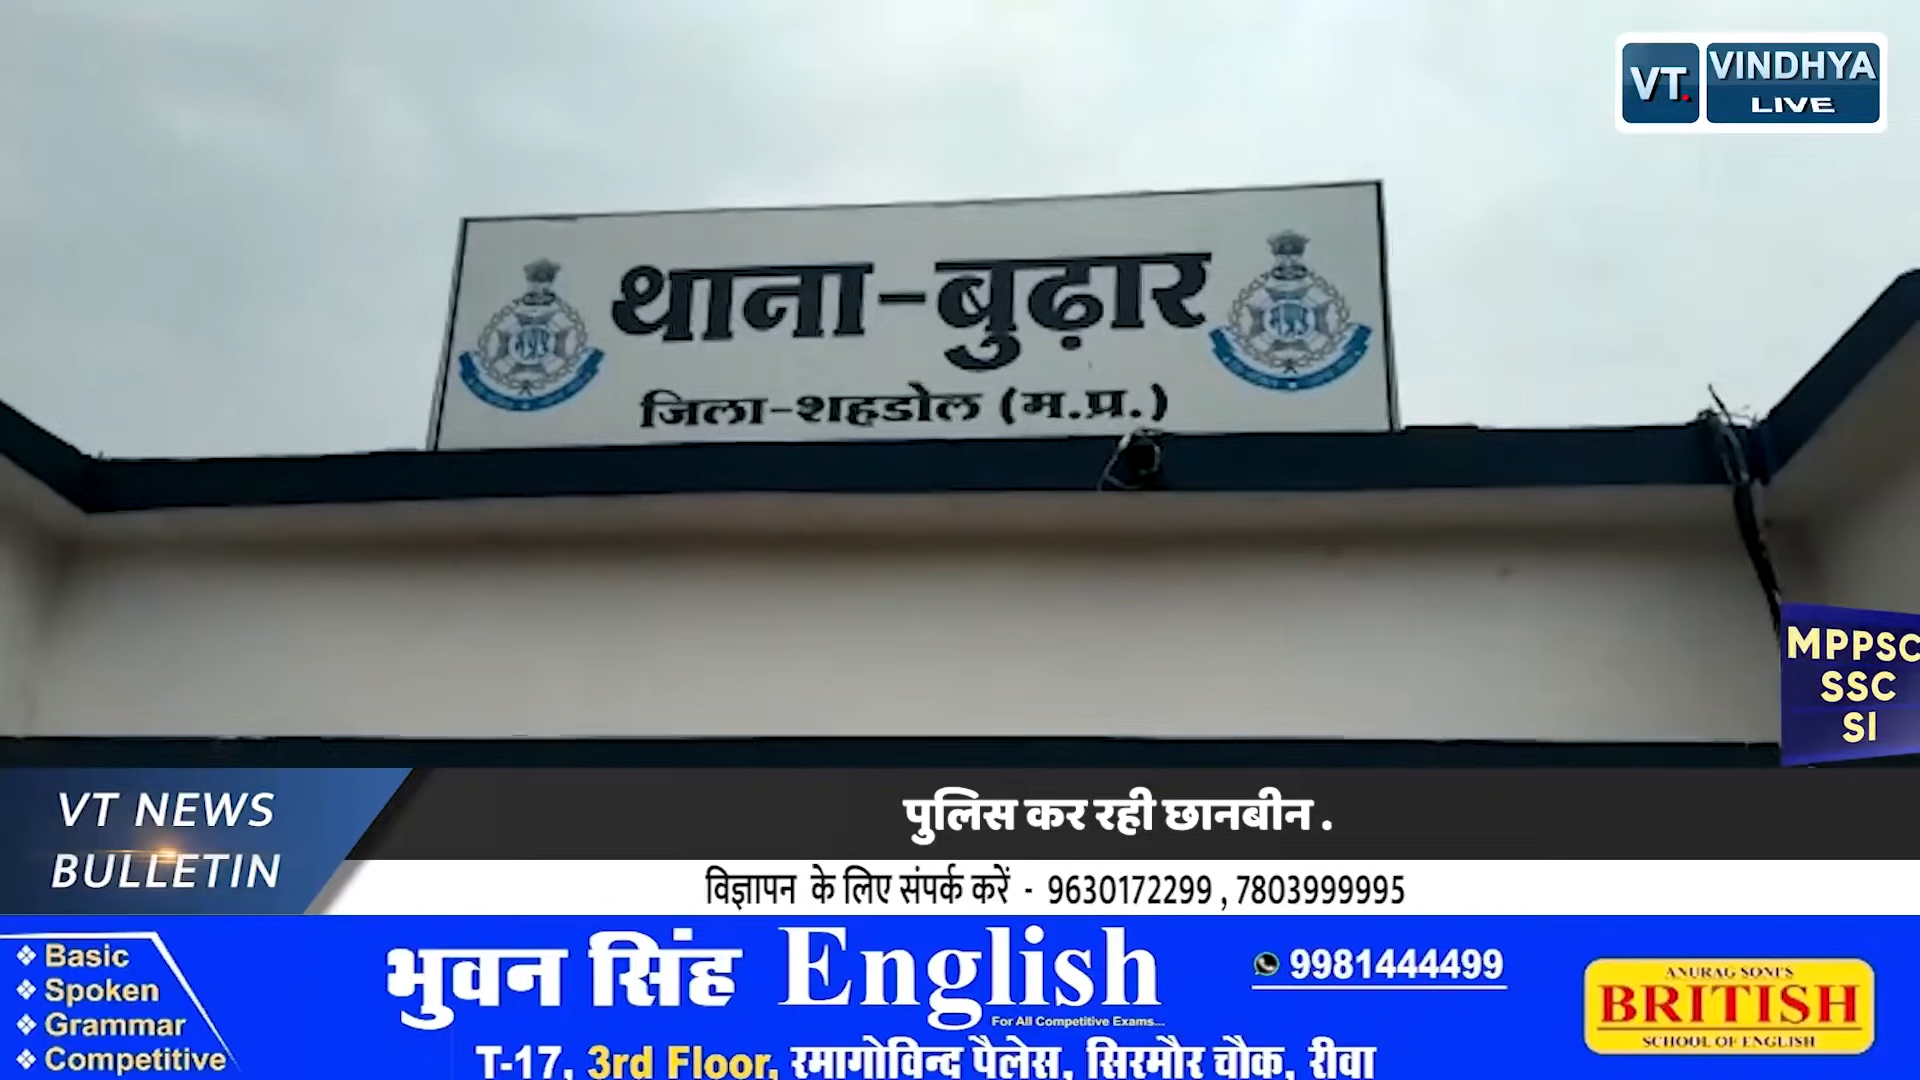 VT. VINDHYA
LIVE
थाना-बुढ़ार
जिला-शहडोल (म.प्र.)
MPPSC
SSC
SI
VT NEWS
BULLETIN
पुलिस कर रही छानबीन .
विज्ञापन के लिए संपर्क करें - 9630172299 , 7803999995
❖ Basic
❖ Spoken
❖ Grammar
❖ Competitive
भुवन सिंह English
For All Competitive Exams...
9981444499
T-17, 3rd Floor, रमागोविन्द पैलेस, सिरमौर चौक, रीवा
ANURAG SONI'S
BRITISH
SCHOOL OF ENGLISH